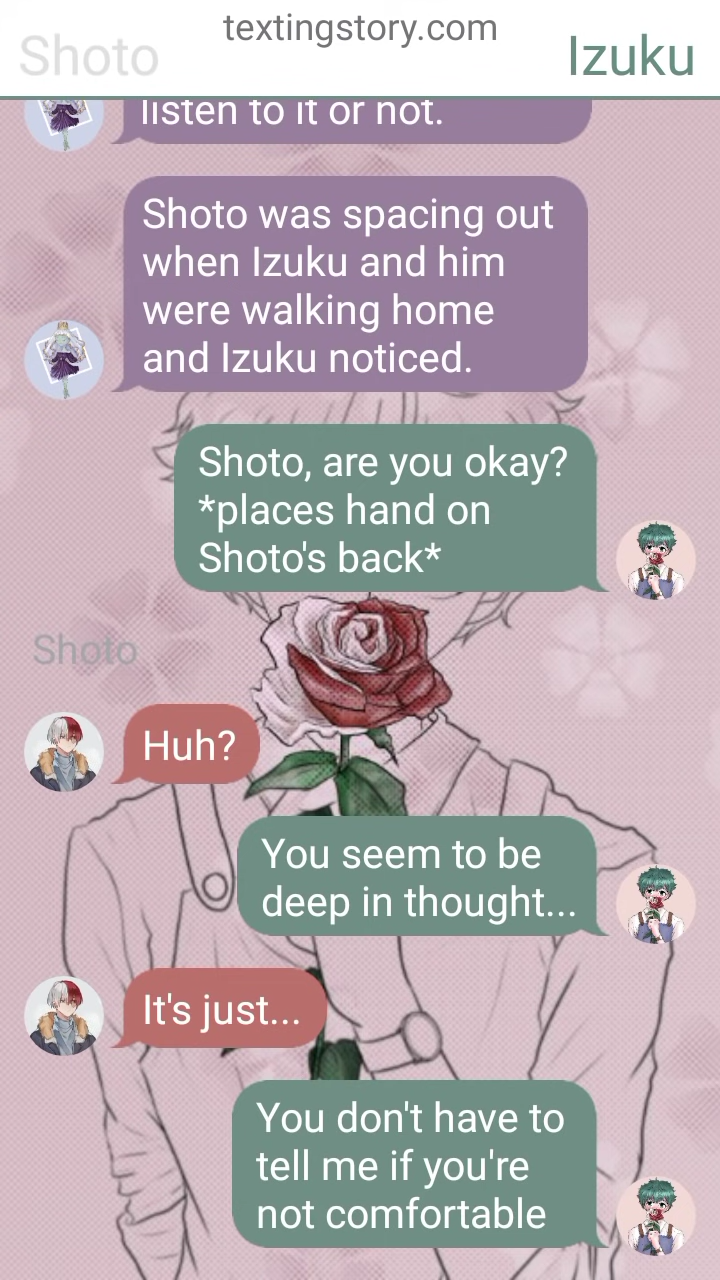 textingstory.com
Shoto
Izuku
listen to it or not.
Shoto was spacing out
when Izuku and him
were walking home
and Izuku noticed.
Shoto, are you okay?
*places hand on
Shoto's back*
Shoto
Huh?
You seem to be
deep in thought...
It's just...
You don't have to
tell me if you're
not comfortable